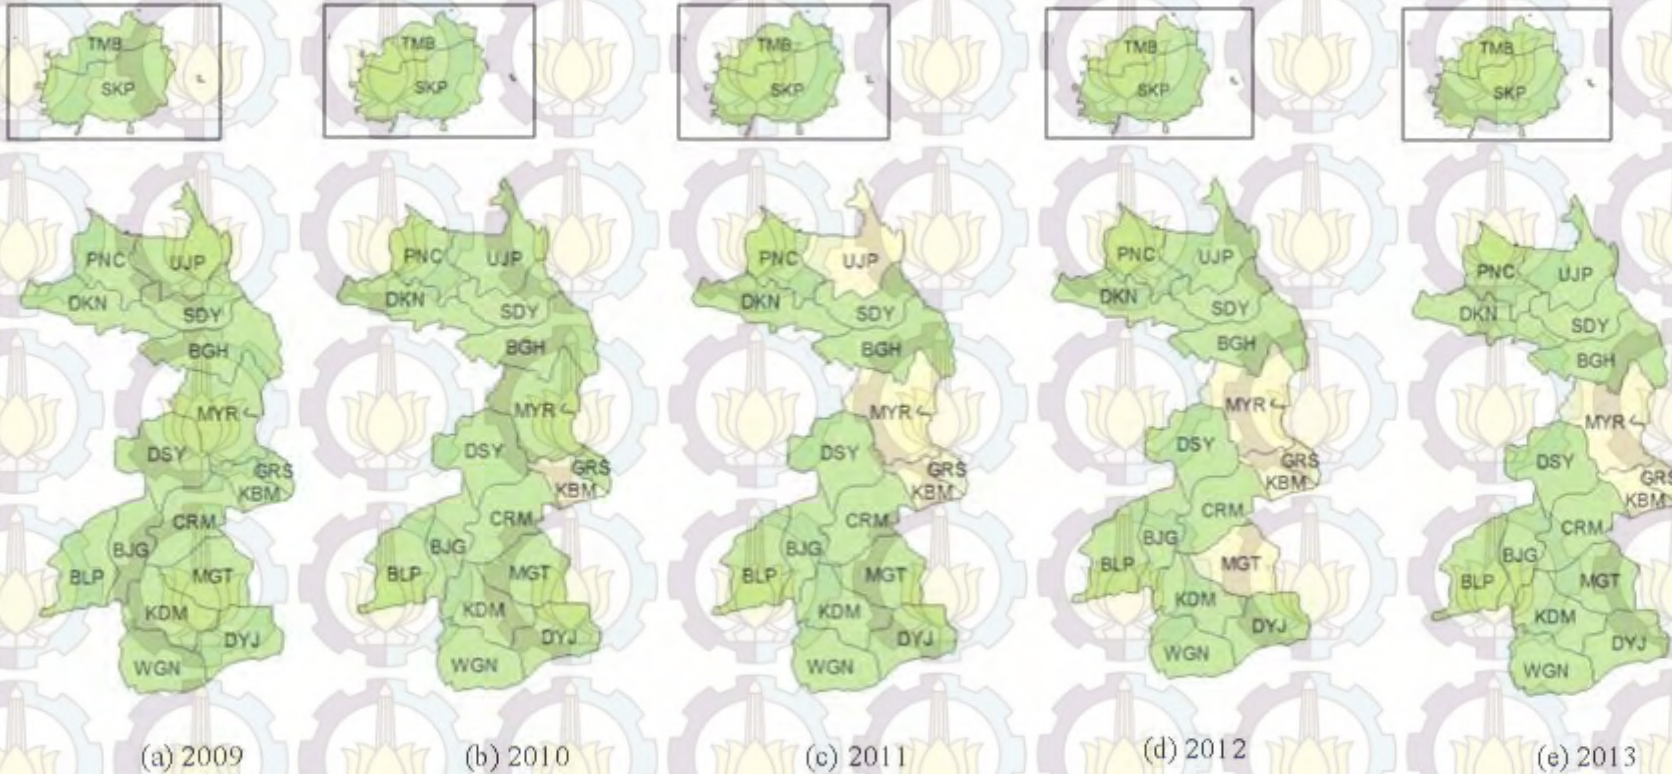 TMB
SKP
PNC
UJP
DKN
SDY
BGH
MYR
DSY
GRS
KBM
CRM
BJG
BLP
MGT
KDM
DYJ
WGN
(a) 2009
TMB
SKP
PNC
UJP
DKN
SDY
BGH
MYR
DSY
GRS
KBM
CRM
BJG
BLP
MGT
KDM
DYJ
WGN
(b) 2010
TMB
SKP
PNC
UJP
DKN
SDY
BGH
MYR
DSY
GRS
KBM
CRM
BJG
BLP
MGT
KDM
DYJ
WGN
(c) 2011
TMB
SKP
PNC
UJP
DKN
SDY
BGH
MYR
DSY
GRS
KBM
CRM
BJG
BLP
MGT
KDM
DYJ
WGN
(d) 2012
TMB
SKP
PNC
UJP
DKN
SDY
BGH
MYR
DSY
GRS
KBM
CRM
BJG
BLP
MGT
KDM
DYJ
WGN
(e) 2013